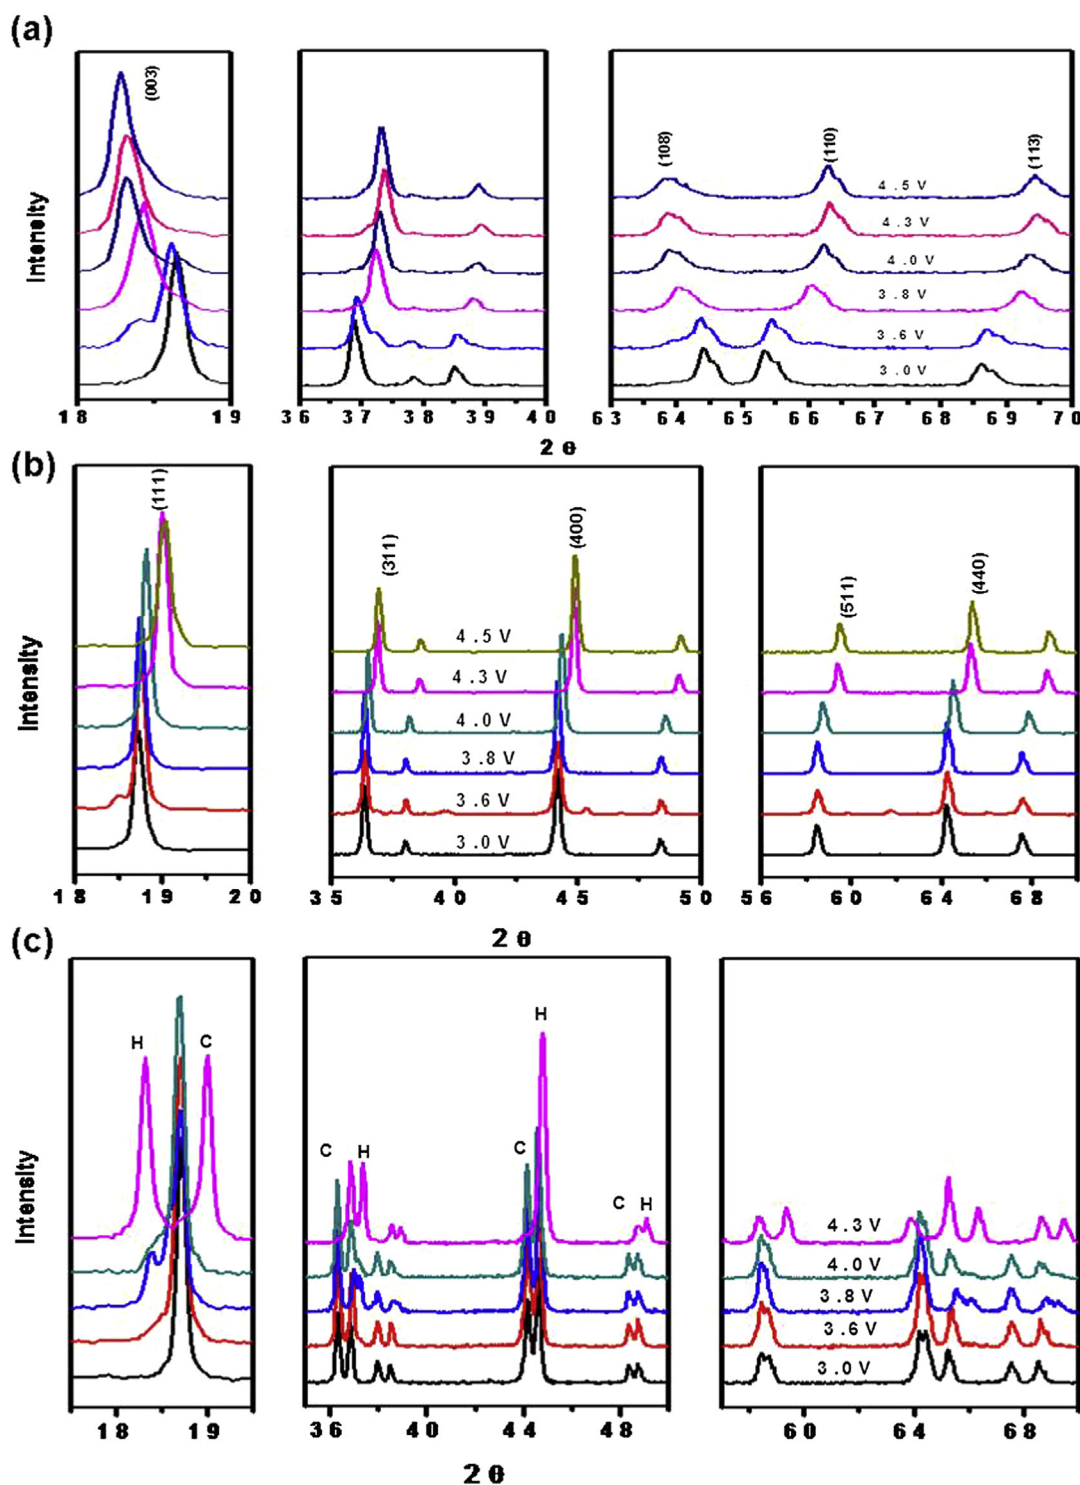 (a)
(003)
(108)
(110)
(113)
4.5 V
4.3 V
4.0 V
3.8 V
3.6 V
3.0 V
Intensity
18 19
36 37 38 39 40
63 64 65 66 67 68 69 70
2 θ
(b)
(111)
(311)
(400)
(511)
(440)
4.5 V
4.3 V
4.0 V
3.8 V
3.6 V
3.0 V
Intensity
18 19 20
35 40 45 50
56 60 64 68
2 θ
(c)
H C
H
C H
C
C H
4.3 V
4.0 V
3.8 V
3.6 V
3.0 V
Intensity
18 19
36 40 44 48
60 64 68
2 θ